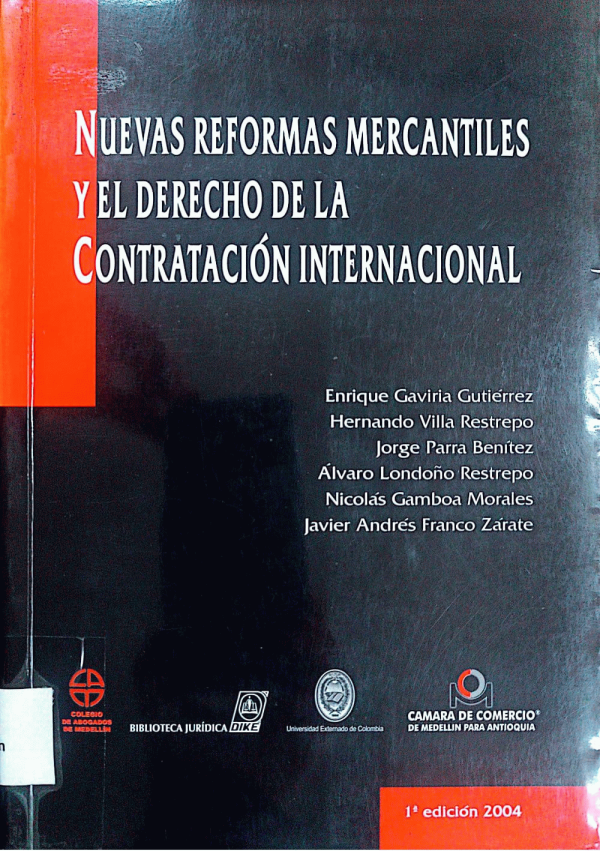 NUEVAS REFORMAS MERCANTILES
Y EL DERECHO DE LA
CONTRATACIÓN INTERNACIONAL
Enrique Gaviria Gutiérrez
Hernando Villa Restrepo
Jorge Parra Benítez
Álvaro Londoño Restrepo
Nicolás Gamboa Morales
Javier Andrés Franco Zárate
COLEGIO
DE ABOGADOS
DE MEDELLÍN
BIBLIOTECA JURÍDICA DIKE
Universidad Externado de Colombia
CAMARA DE COMERCIO®
DE MEDELLIN PARA ANTIOQUIA
1ª edición 2004